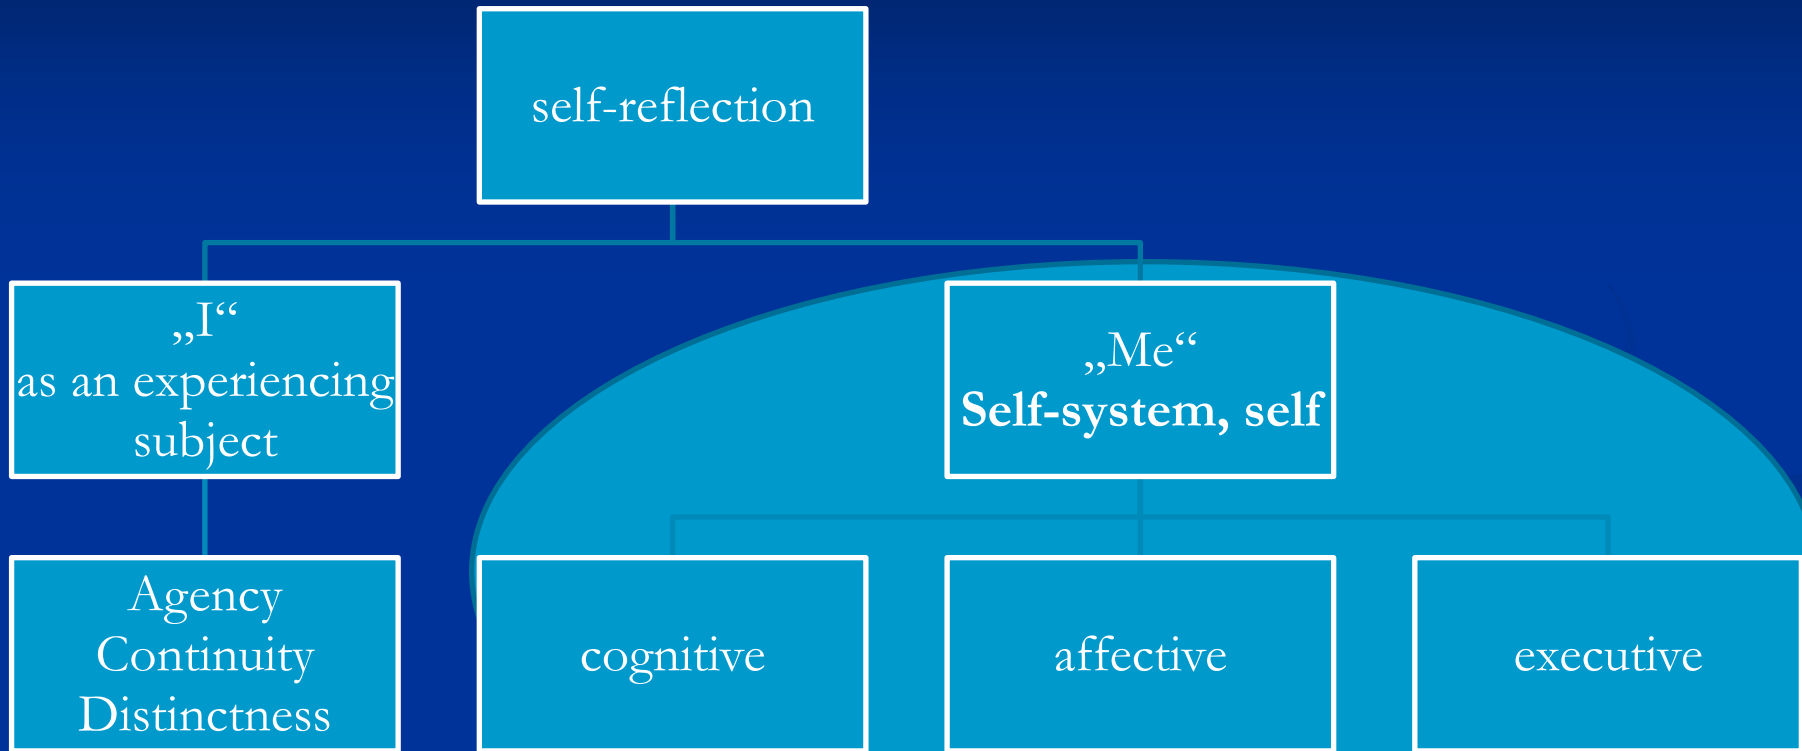 self-reflection
„I“
as an experiencing
subject
„Me“
Self-system, self
Agency
Continuity
Distinctness
cognitive
affective
executive